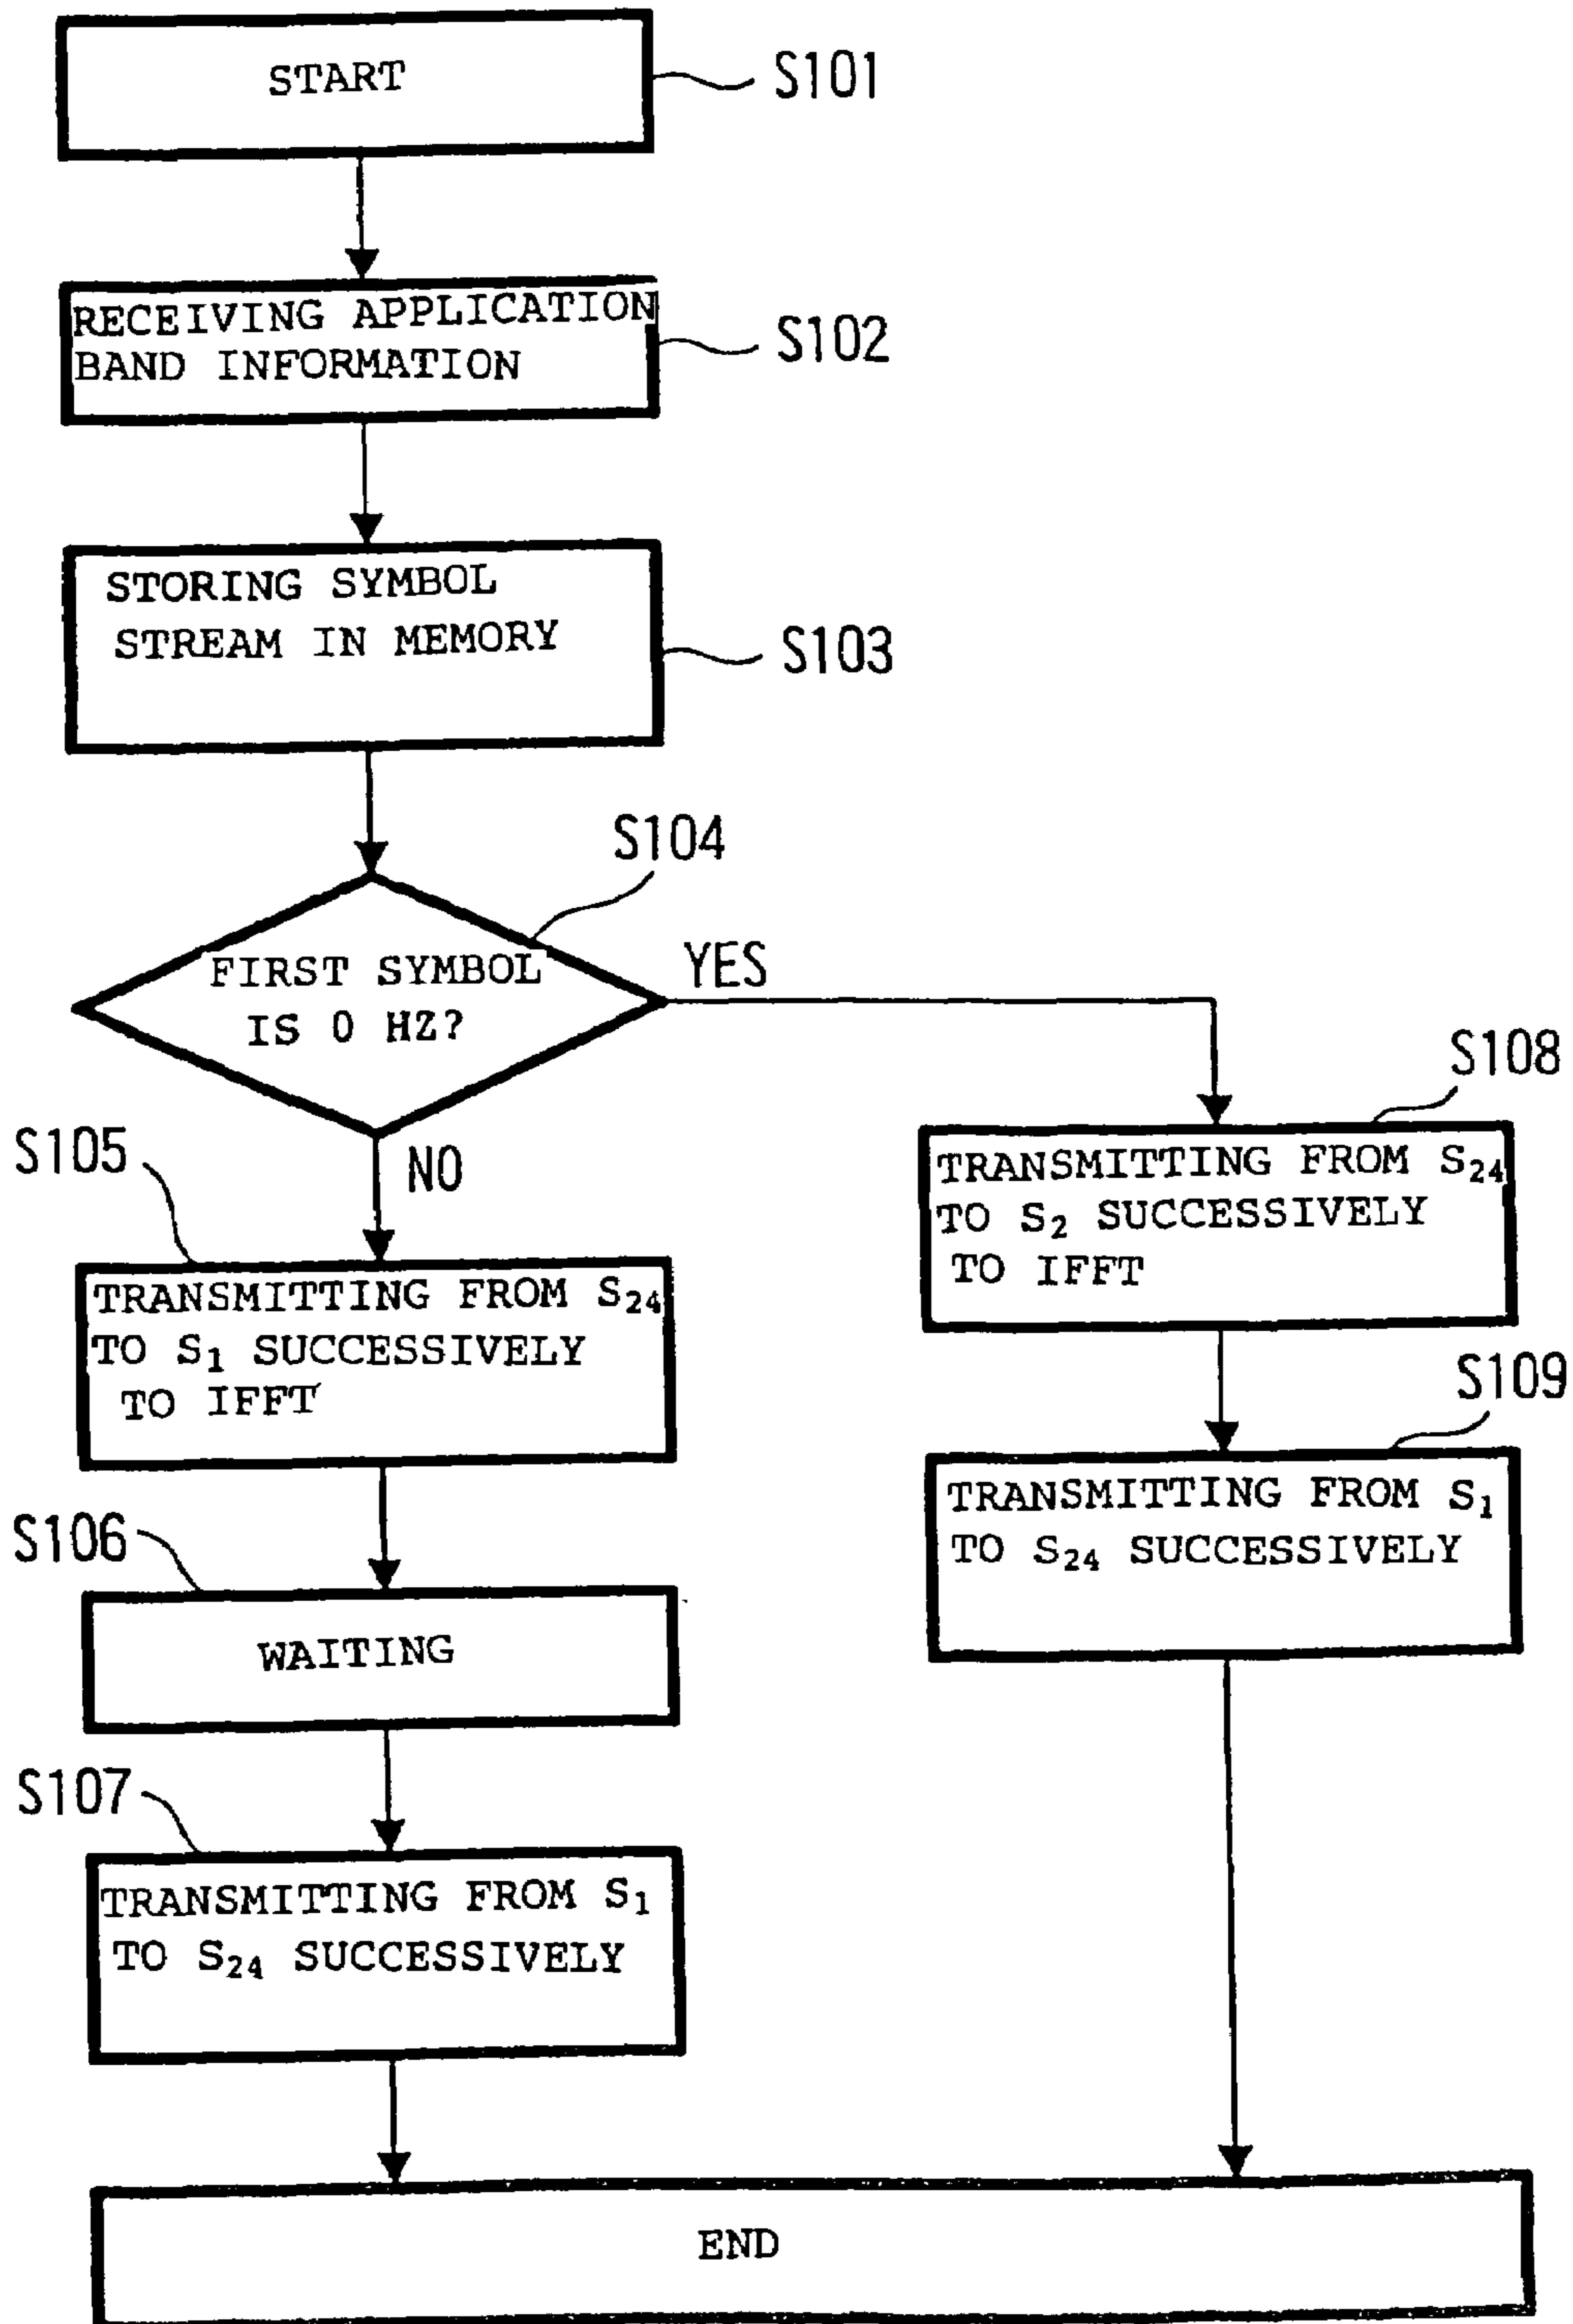 START
S101
RECEIVING APPLICATION
BAND INFORMATION
S102
STORING SYMBOL
STREAM IN MEMORY
S103
S104
FIRST SYMBOL
IS 0 HZ?
YES
NO
S105
TRANSMITTING FROM S₂₄
TO S₁ SUCCESSIVELY
TO IFFT
S106
WAITING
S107
TRANSMITTING FROM S₁
TO S₂₄ SUCCESSIVELY
S108
TRANSMITTING FROM S₂₄
TO S₂ SUCCESSIVELY
TO IFFT
S109
TRANSMITTING FROM S₁
TO S₂₄ SUCCESSIVELY
END